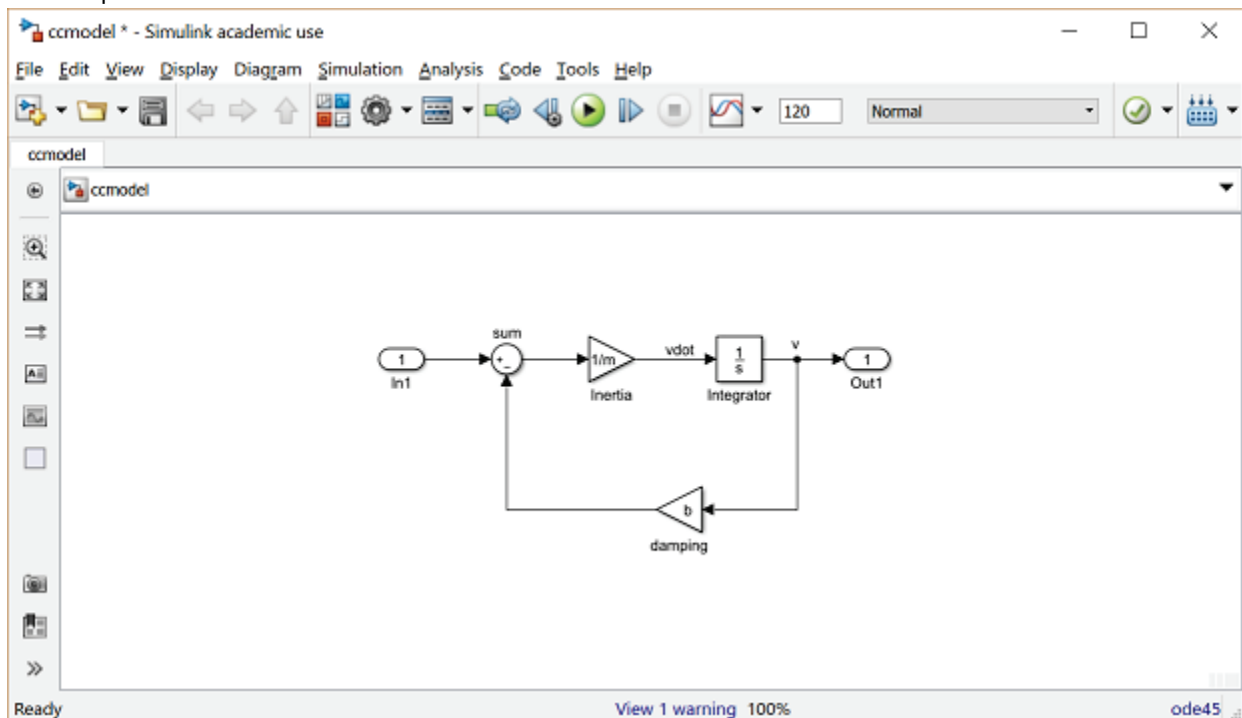 ccmodel * - Simulink academic use
File Edit View Display Diagram Simulation Analysis Code Tools Help
120 Normal
ccmodel
ccmodel
sum
1 +_ 1/m vdot 1/s v 1
In1 Inertia Integrator Out1
b
damping
Ready View 1 warning 100% ode45